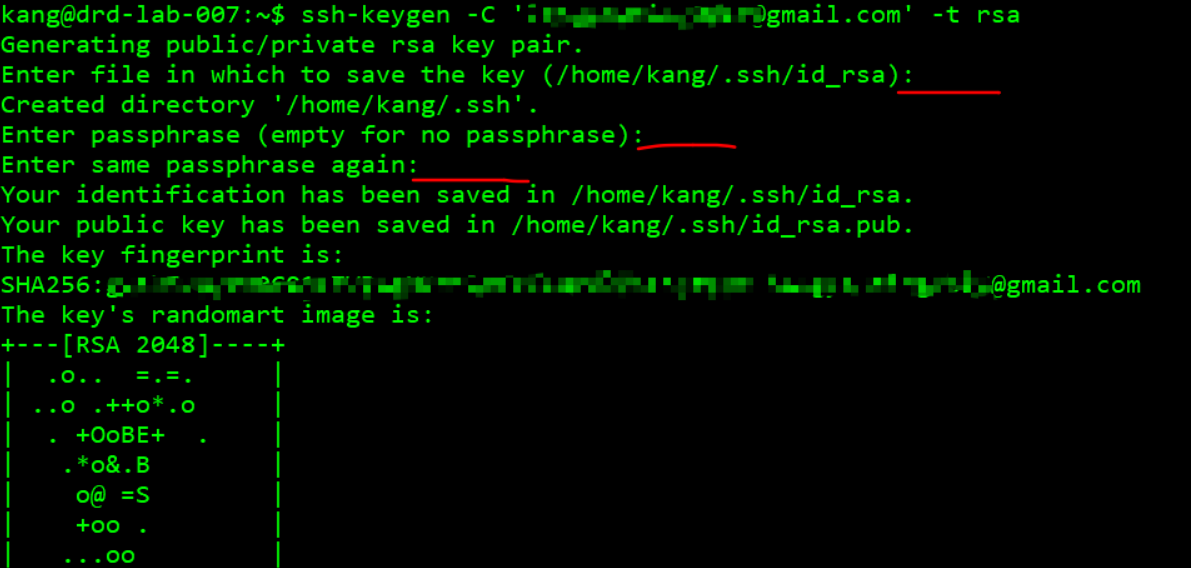 kang@drd-lab-007:~$ ssh-keygen -C '@gmail.com' -t rsa
Generating public/private rsa key pair.
Enter file in which to save the key (/home/kang/.ssh/id_rsa):
Created directory '/home/kang/.ssh'.
Enter passphrase (empty for no passphrase):
Enter same passphrase again:
Your identification has been saved in /home/kang/.ssh/id_rsa.
Your public key has been saved in /home/kang/.ssh/id_rsa.pub.
The key fingerprint is:
SHA256: @gmail.com
The key's randomart image is:
+---[RSA 2048]----+
|  .o..  =.=.     |
| ..o .++o*.o     |
|  . +OoBE+  .    |
|   .*o&.B        |
|    o@ =S        |
|    +oo .        |
|   ...oo         |